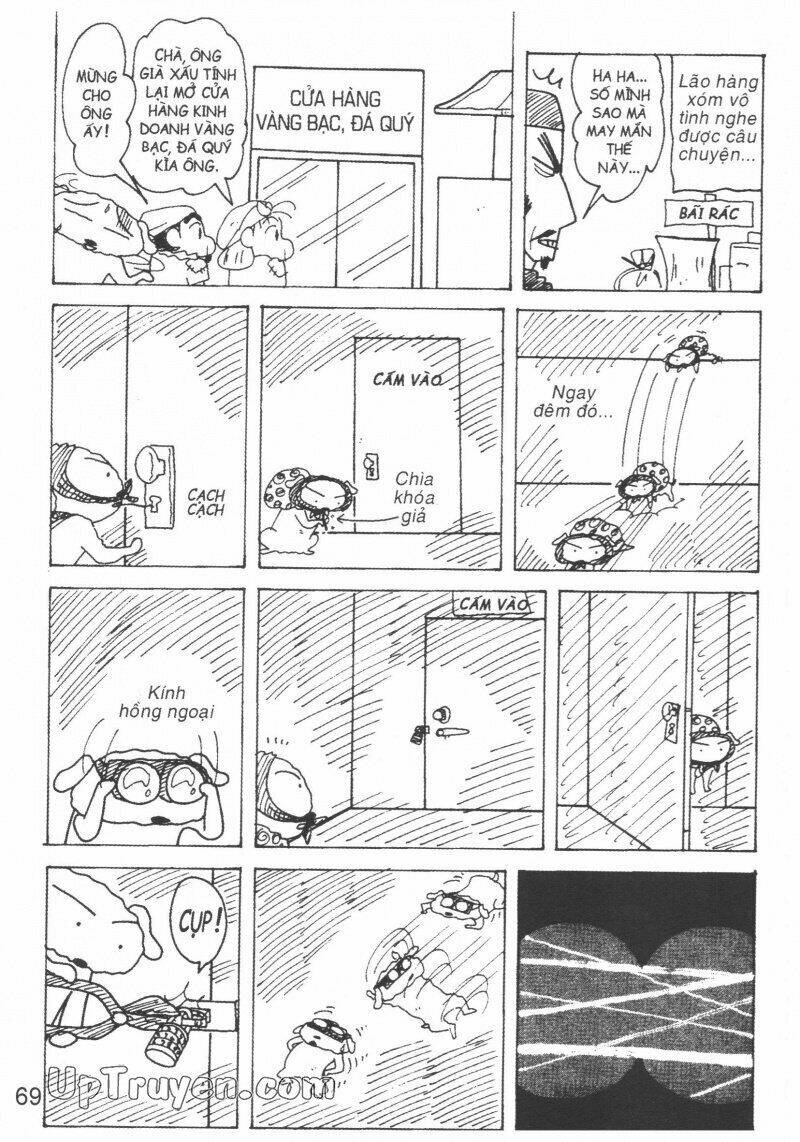 Lão hàng
xóm vô
tình nghe
được câu
chuyện...
HA HA...
SỐ MÌNH
SAO MÀ
MAY MẮN
THẾ
NÀY...
BÃI RÁC
CỬA HÀNG
VÀNG BẠC, ĐÁ QUÝ
CHÀ, ÔNG
GIÀ XẤU TÍNH
LẠI MỞ CỬA
HÀNG KINH
DOANH VÀNG
BẠC, ĐÁ QUÝ
KÌA ÔNG.
MỪNG
CHO
ÔNG
ẤY!
Ngay
đêm đó...
CẤM VÀO
Chìa
khóa
giả
CẠCH
CẠCH
CẤM VÀO
Kính
hồng ngoại
CỤP!
69
UpTruyen.com